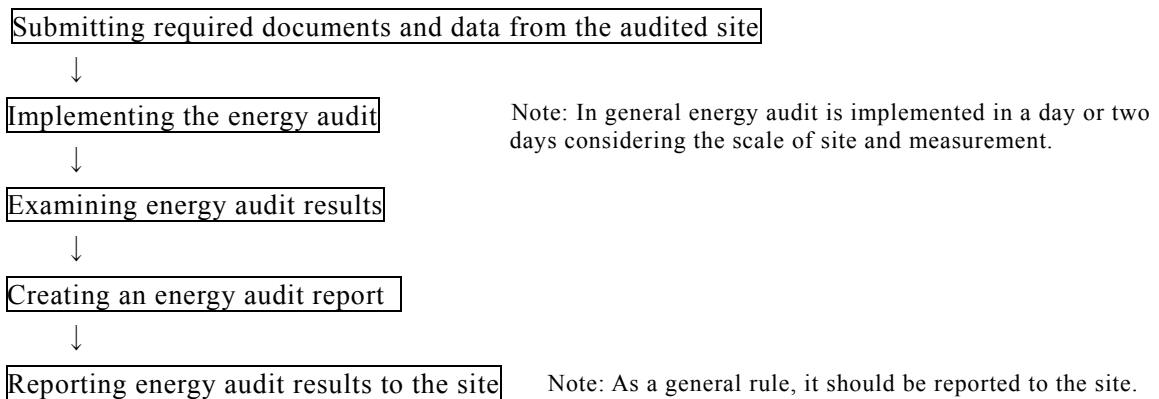 Submitting required documents and data from the audited site
↓
Implementing the energy audit
Note: In general energy audit is implemented in a day or two
days considering the scale of site and measurement.
↓
Examining energy audit results
↓
Creating an energy audit report
↓
Reporting energy audit results to the site
Note: As a general rule, it should be reported to the site.